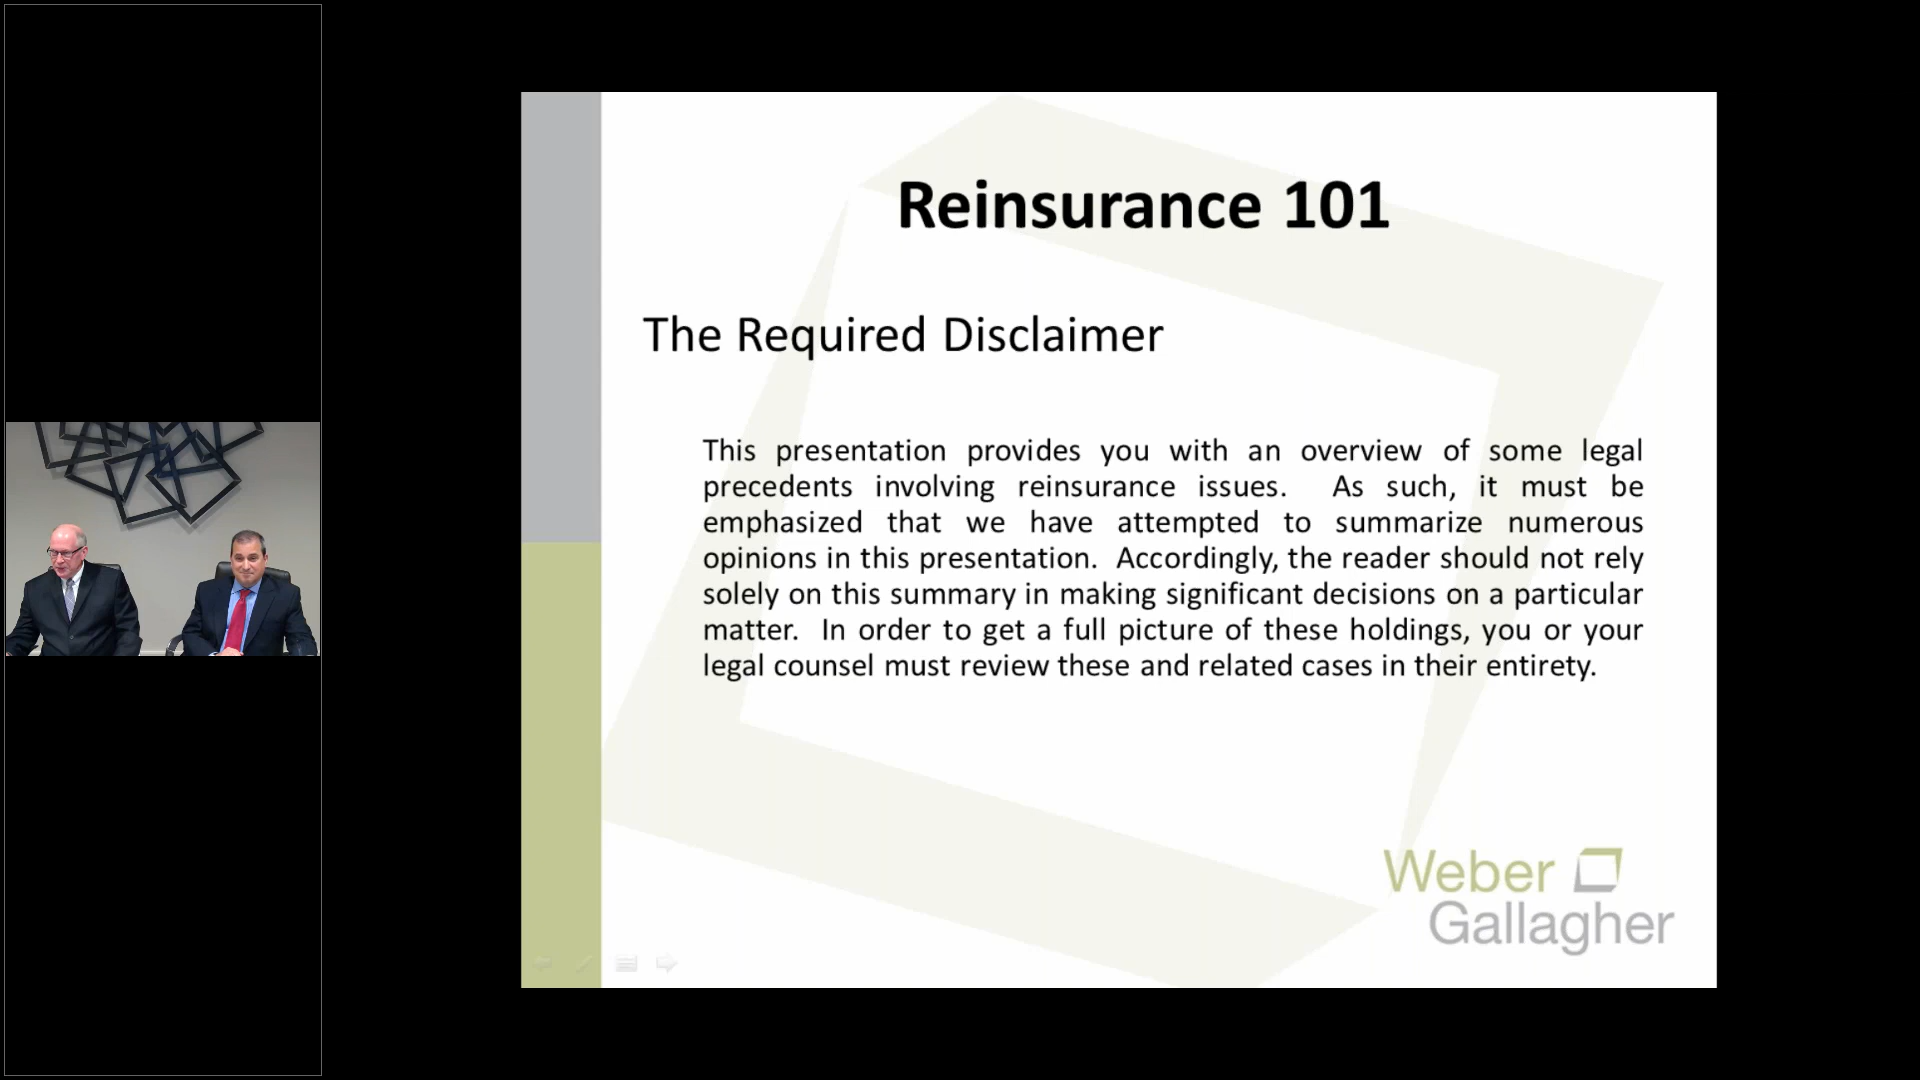 Reinsurance 101
The Required Disclaimer
This presentation provides you with an overview of some legal
precedents involving reinsurance issues. As such, it must be
emphasized that we have attempted to summarize numerous
opinions in this presentation. Accordingly, the reader should not rely
solely on this summary in making significant decisions on a particular
matter. In order to get a full picture of these holdings, you or your
legal counsel must review these and related cases in their entirety.
Weber
Gallagher